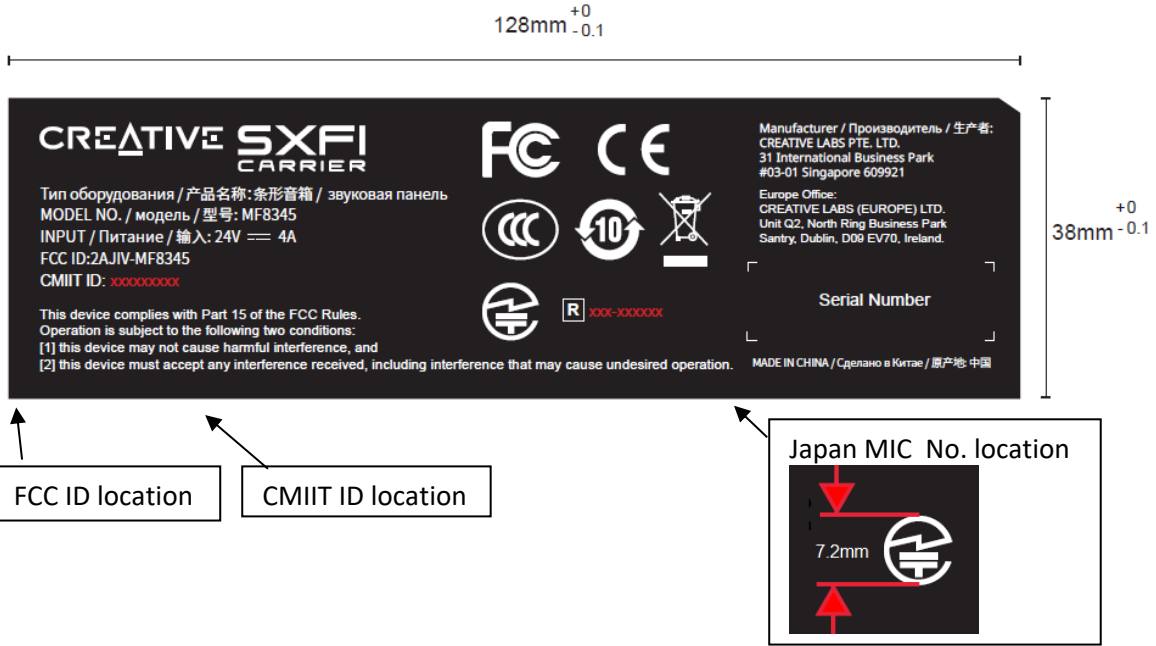 128mm +0 -0.1
CREATIVE SXFI
CARRIER
Тип оборудования / 产品名称:条形音箱 / звуковая панель
MODEL NO. / модель / 型号: MF8345
INPUT / Питание / 输入: 24V ⎓ 4A
FCC ID:2AJIV-MF8345
CMIIT ID: xxxxxxxxx
This device complies with Part 15 of the FCC Rules.
Operation is subject to the following two conditions:
[1] this device may not cause harmful interference, and
[2] this device must accept any interference received, including interference that may cause undesired operation.
FC CE
CCC 10
R xxx-xxxxxx
Manufacturer / Производитель / 生产者:
CREATIVE LABS PTE. LTD.
31 International Business Park
#03-01 Singapore 609921
Europe Office:
CREATIVE LABS (EUROPE) LTD.
Unit Q2, North Ring Business Park
Santry, Dublin, D09 EV70, Ireland.
Serial Number
MADE IN CHINA / Сделано в Китае / 原产地: 中国
38mm +0 -0.1
FCC ID location
CMIIT ID location
Japan MIC No. location
7.2mm